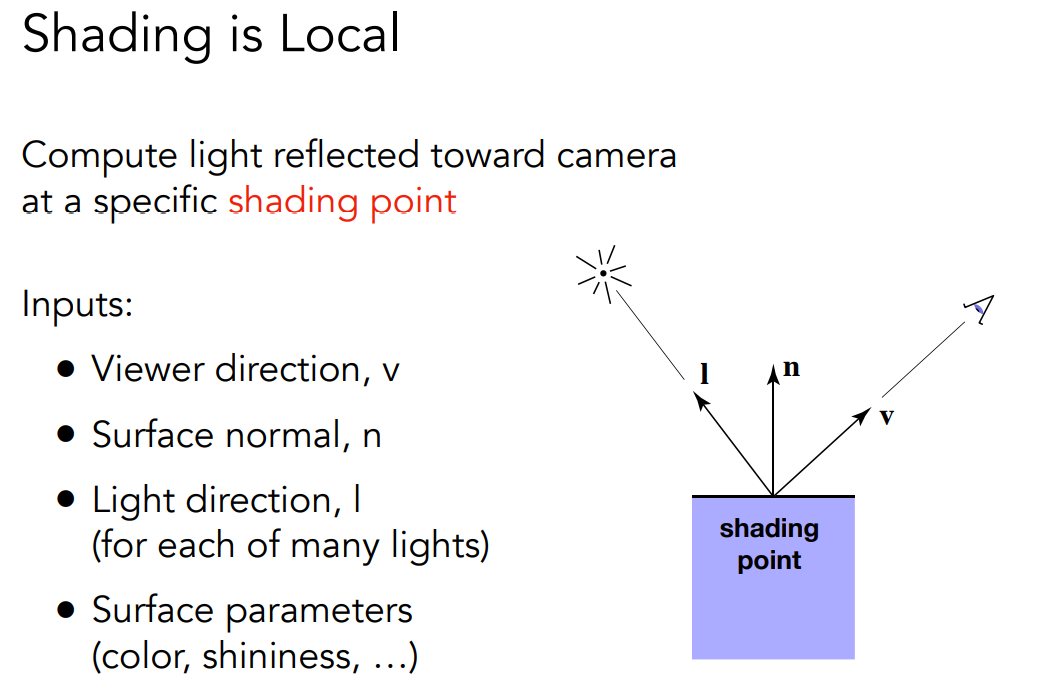 Shading is Local
Compute light reflected toward camera
at a specific shading point
Inputs:
● Viewer direction, v
● Surface normal, n
● Light direction, l
(for each of many lights)
● Surface parameters
(color, shininess, …)
l
n
v
shading
point